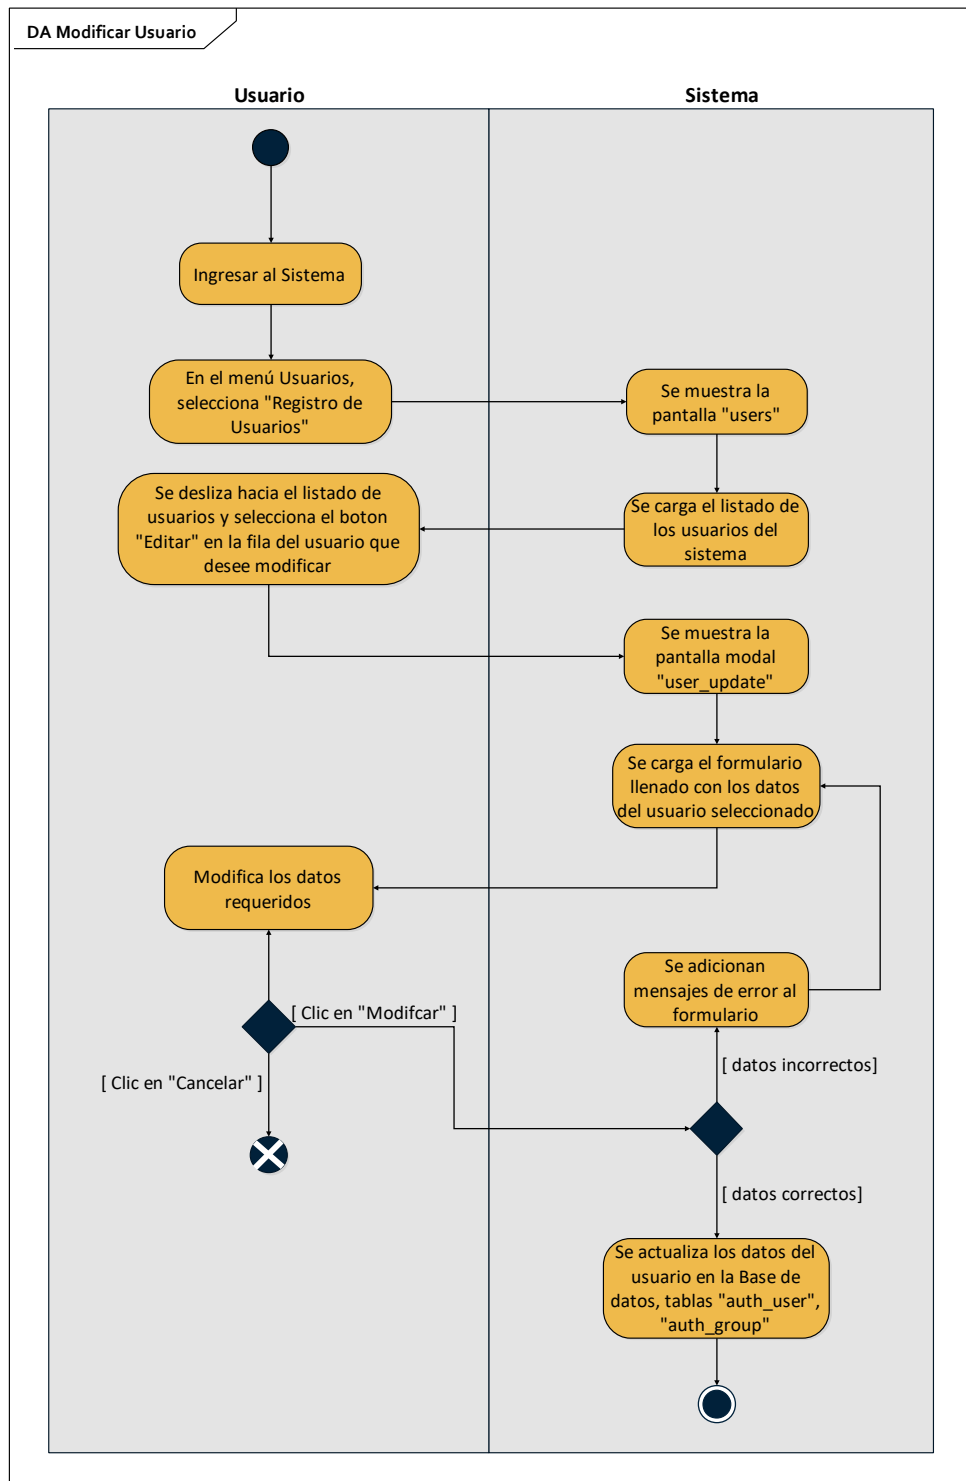 DA Modificar Usuario
Usuario
Sistema
Ingresar al Sistema
En el menú Usuarios,
selecciona "Registro de
Usuarios"
Se muestra la
pantalla "users"
Se desliza hacia el listado de
usuarios y selecciona el boton
"Editar" en la fila del usuario que
desee modificar
Se carga el listado de
los usuarios del
sistema
Se muestra la
pantalla modal
"user_update"
Se carga el formulario
llenado con los datos
del usuario seleccionado
Modifica los datos
requeridos
Se adicionan
mensajes de error al
formulario
[ Clic en "Modifcar" ]
[ datos incorrectos]
[ Clic en "Cancelar" ]
[ datos correctos]
Se actualiza los datos del
usuario en la Base de
datos, tablas "auth_user",
"auth_group"